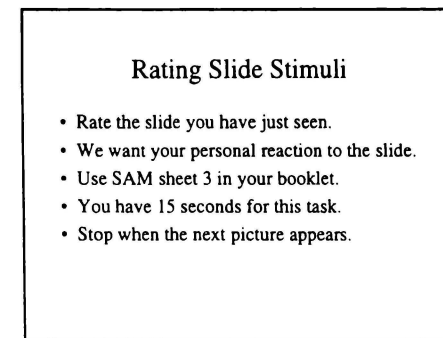 Rating Slide Stimuli
• Rate the slide you have just seen.
• We want your personal reaction to the slide.
• Use SAM sheet 3 in your booklet.
• You have 15 seconds for this task.
• Stop when the next picture appears.